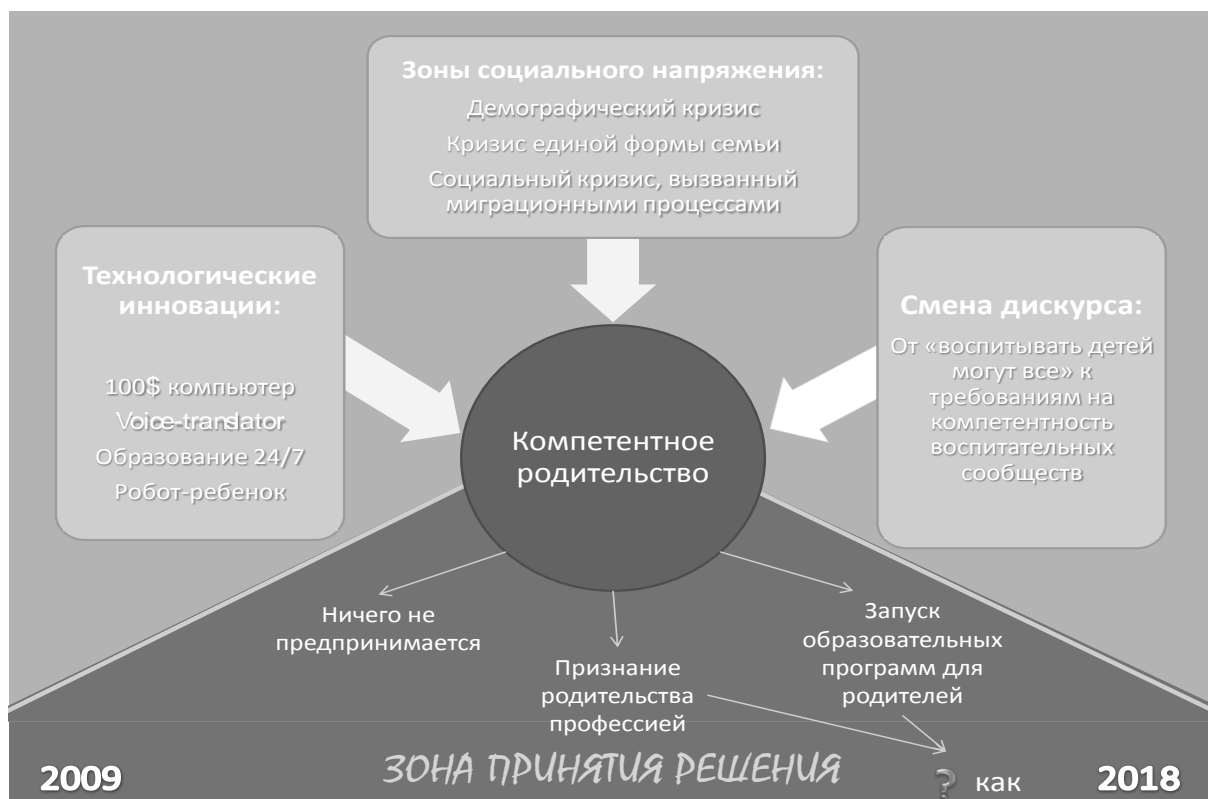 Зоны социального напряжения:
Демографический кризис
Кризис единой формы семьи
Социальный кризис, вызванный
миграционными процессами
Технологические
инновации:
100$ компьютер
Voice-translator
Образование 24/7
Робот-ребенок
Смена дискурса:
От «воспитывать детей
могут все» к
требованиям на
компетентность
воспитательных
сообществ
Компетентное
родительство
Ничего не
предпринимается
Признание
родительства
профессией
Запуск
образовательных
программ для
родителей
2009
ЗОНА ПРИНЯТИЯ РЕШЕНИЯ
? как
2018